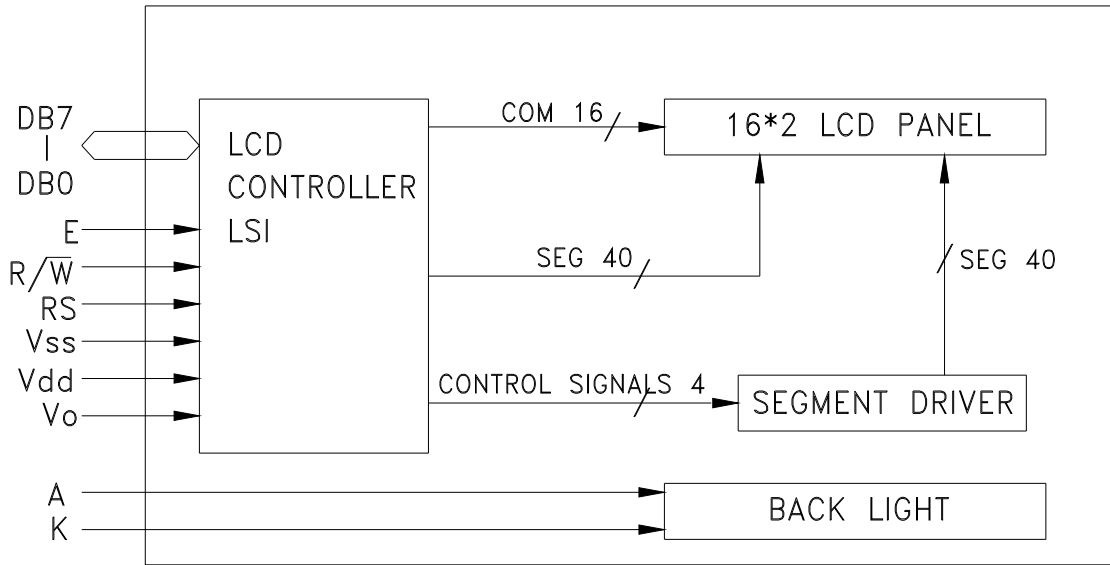 DB7
DB0
E
R/W̅
RS
Vss
Vdd
Vo
A
K
LCD
CONTROLLER
LSI
COM 16
16*2 LCD PANEL
SEG 40
SEG 40
CONTROL SIGNALS 4
SEGMENT DRIVER
BACK LIGHT